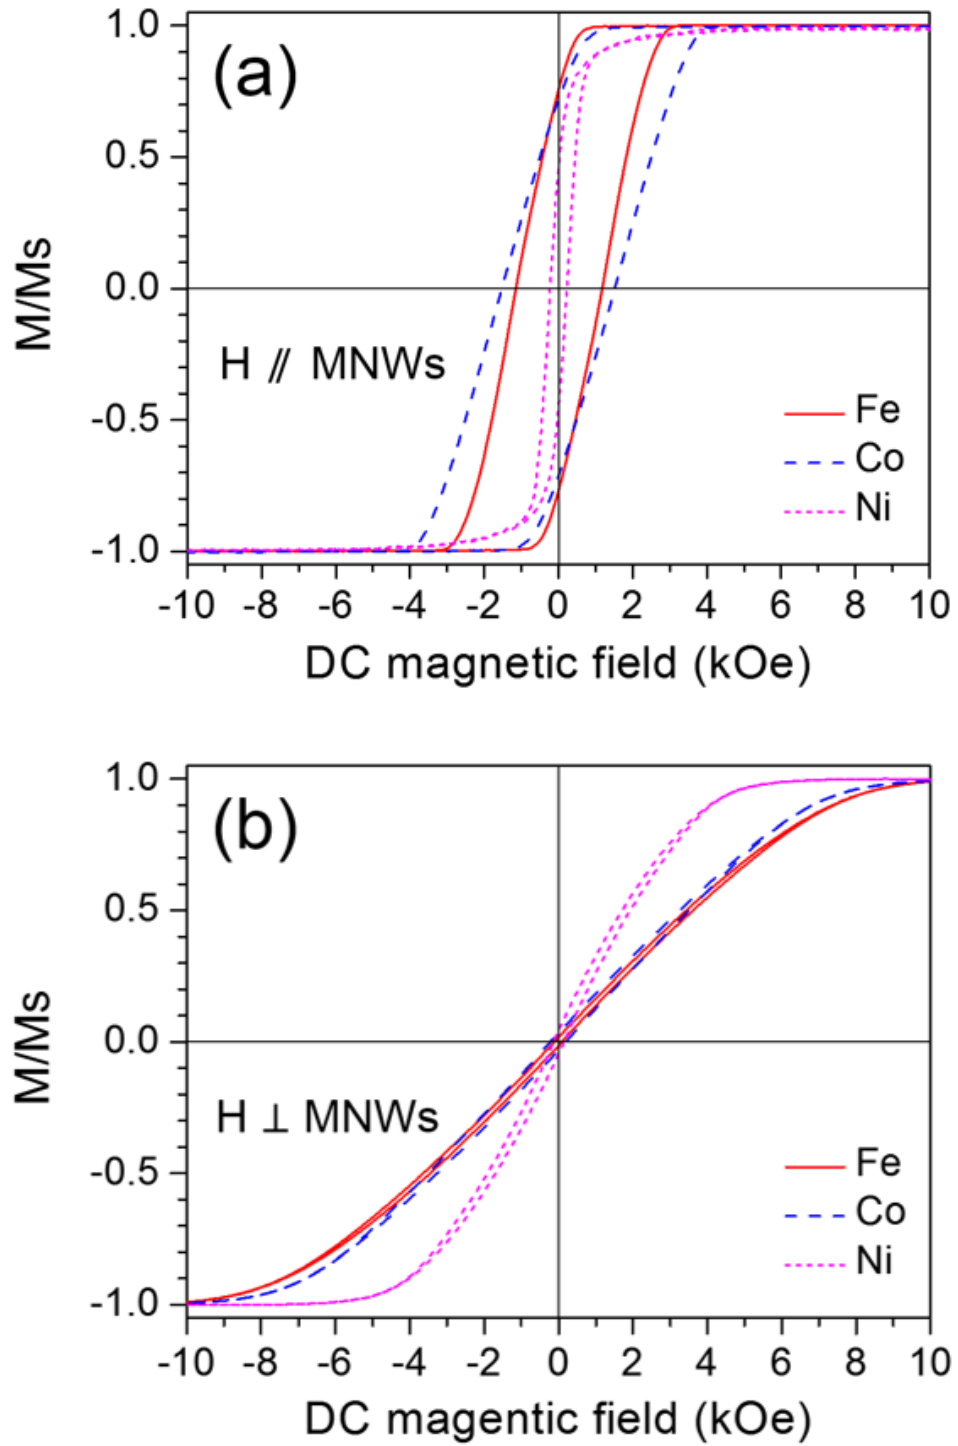 (a)
1.0
0.5
0.0
-0.5
-1.0
M/Ms
H // MNWs
Fe
Co
Ni
-10 -8 -6 -4 -2 0 2 4 6 8 10
DC magnetic field (kOe)
(b)
1.0
0.5
0.0
-0.5
-1.0
M/Ms
H ⊥ MNWs
Fe
Co
Ni
-10 -8 -6 -4 -2 0 2 4 6 8 10
DC magentic field (kOe)